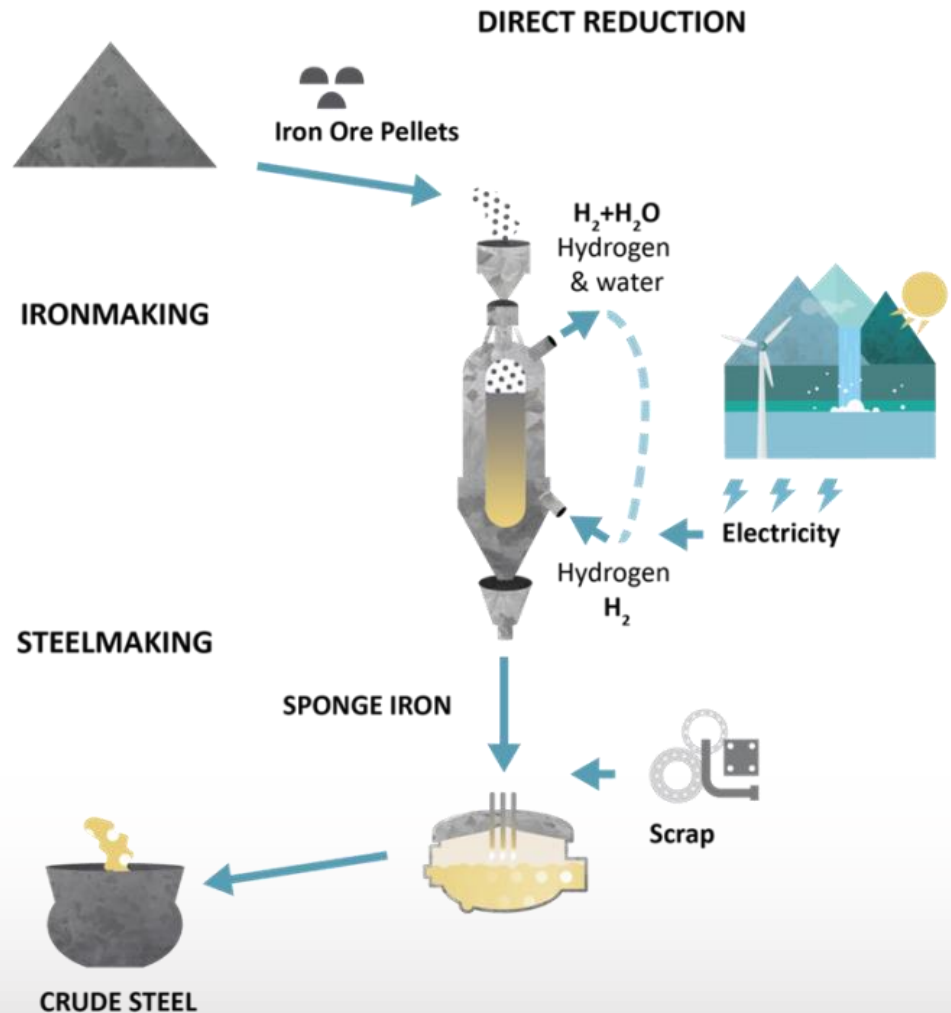 DIRECT REDUCTION
Iron Ore Pellets
H₂+H₂O
Hydrogen
& water
IRONMAKING
Electricity
Hydrogen
H₂
STEELMAKING
SPONGE IRON
Scrap
CRUDE STEEL